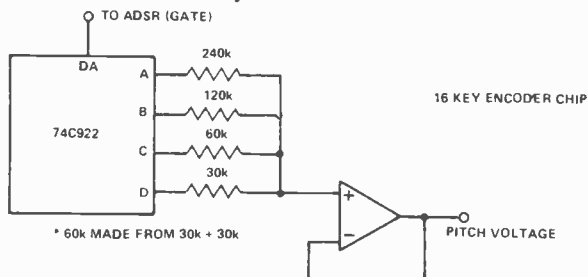 TO ADSR (GATE)
DA
A
240k
B
120k
16 KEY ENCODER CHIP
74C922
C
60k
D
30k
* 60k MADE FROM 30k + 30k
+
−
PITCH VOLTAGE